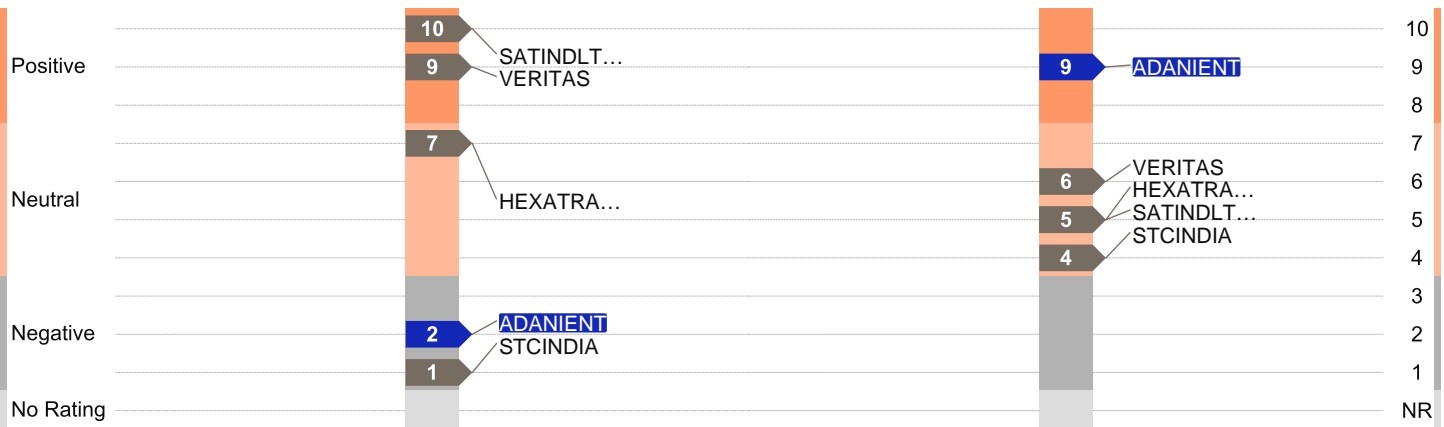 10
10
SATINDLT…
Positive
9
9
ADANIENT
9
VERITAS
8
7
7
VERITAS
6
6
Neutral
HEXATRA…
HEXATRA…
SATINDLT…
5
5
STCINDIA
4
4
3
ADANIENT
Negative
2
2
STCINDIA
1
1
No Rating
NR